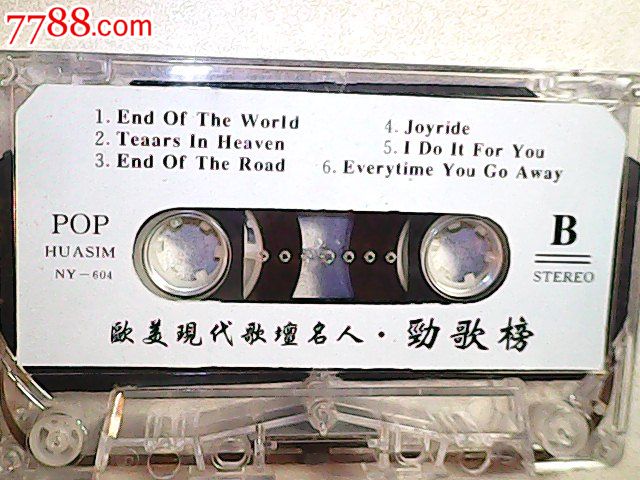 7788.com
1. End Of The World
2. Teaars In Heaven
3. End Of The Road
4. Joyride
5. I Do It For You
6. Everytime You Go Away
POP
HUASIM
NY－604
B
STEREO
歐美現代歌壇名人·勁歌榜